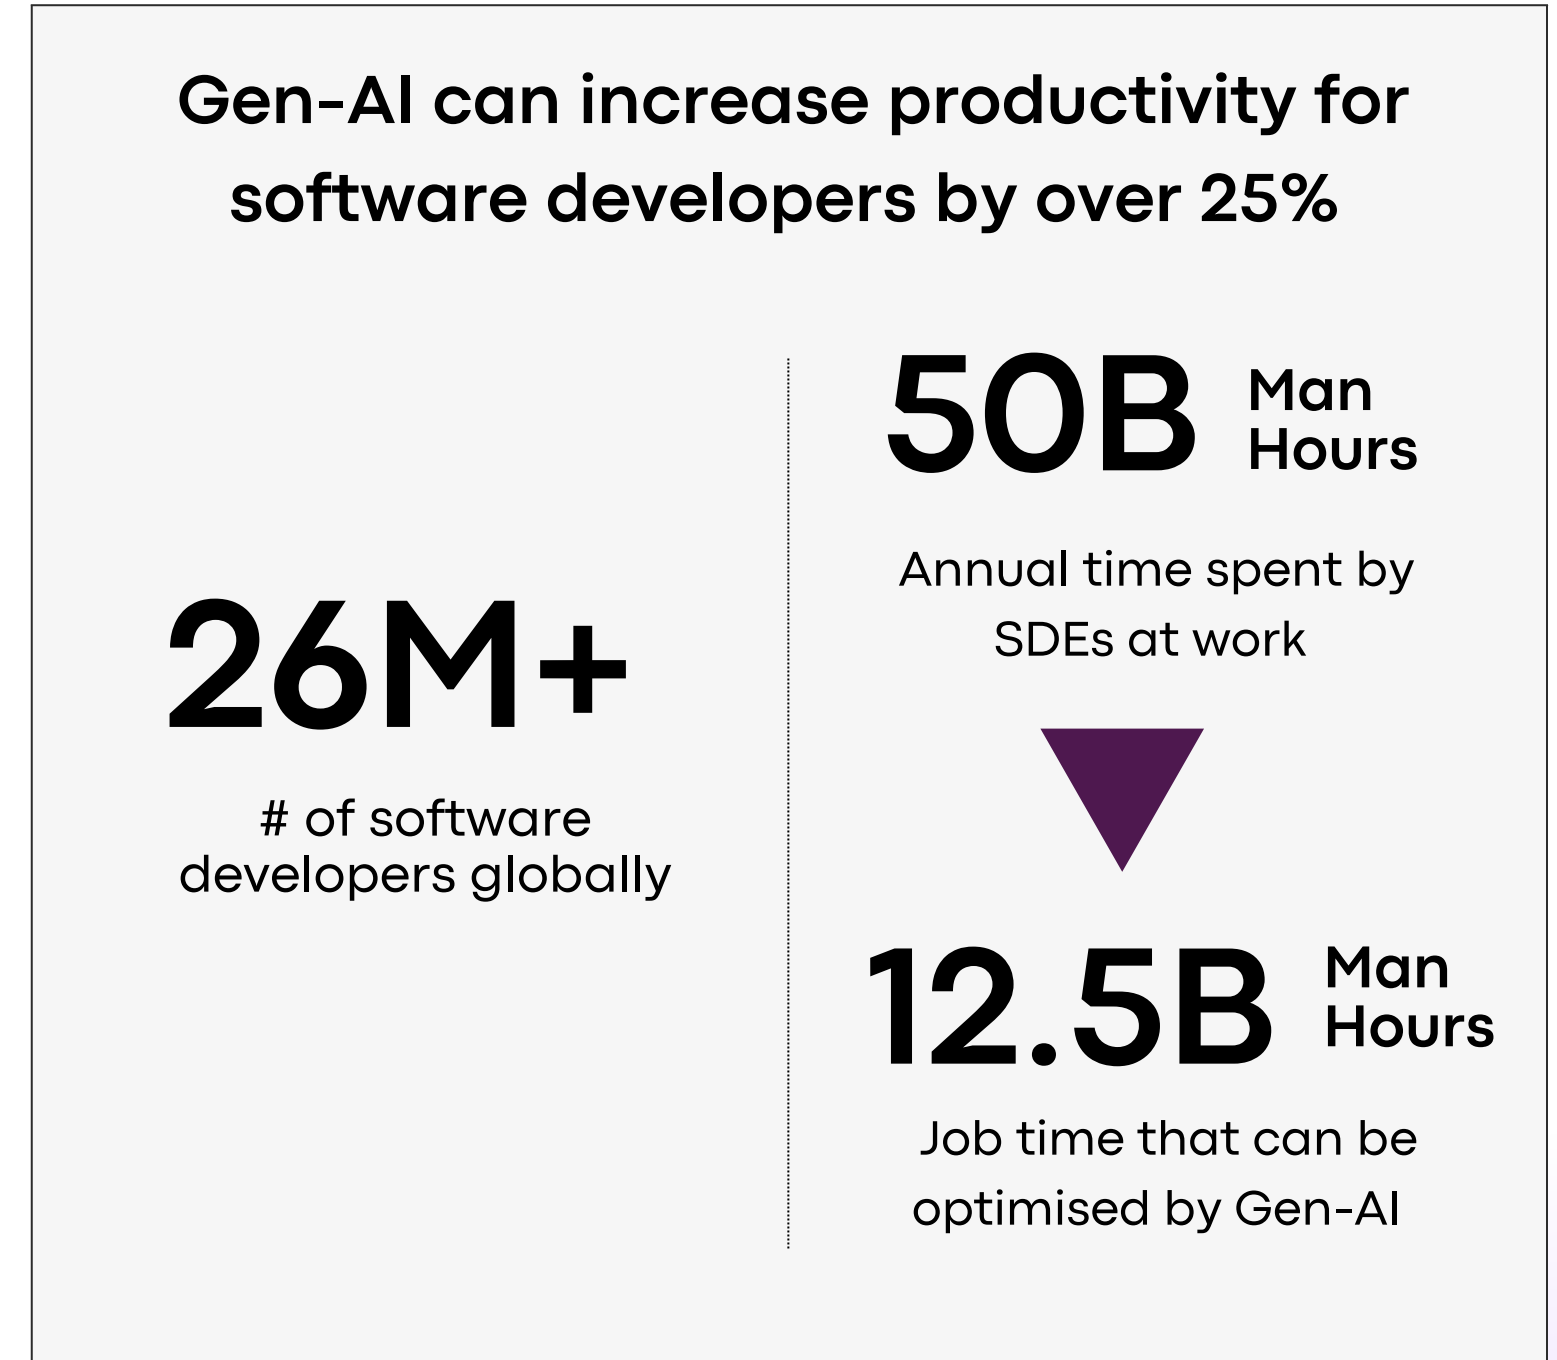 Gen-AI can increase productivity for
software developers by over 25%
26M+
# of software
developers globally
50B Man
Hours
Annual time spent by
SDEs at work
12.5B Man
Hours
Job time that can be
optimised by Gen-AI